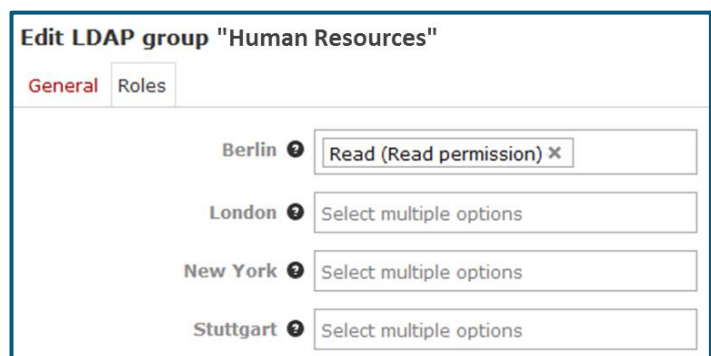 Edit LDAP group "Human Resources"
General Roles
Berlin ? Read (Read permission) ×
London ? Select multiple options
New York ? Select multiple options
Stuttgart ? Select multiple options